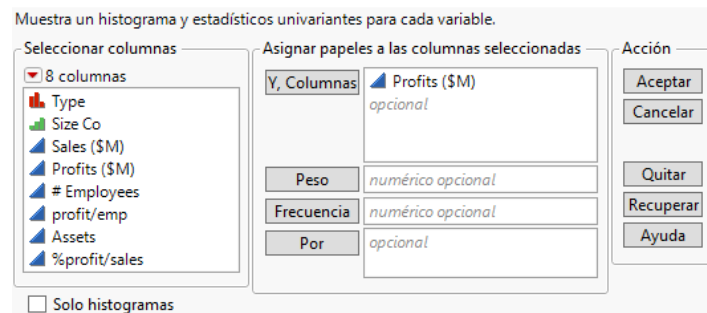 Muestra un histograma y estadísticos univariantes para cada variable.
Seleccionar columnas
8 columnas
Type
Size Co
Sales ($M)
Profits ($M)
# Employees
profit/emp
Assets
%profit/sales
Solo histogramas
Asignar papeles a las columnas seleccionadas
Y, Columnas
Profits ($M)
opcional
Peso
numérico opcional
Frecuencia
numérico opcional
Por
opcional
Acción
Aceptar
Cancelar
Quitar
Recuperar
Ayuda